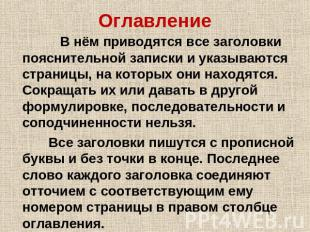 Оглавление
В нём приводятся все заголовки
пояснительной записки и указываются
страницы, на которых они находятся.
Сокращать их или давать в другой
формулировке, последовательности и
соподчиненности нельзя.
Все заголовки пишутся с прописной
буквы и без точки в конце. Последнее
слово каждого заголовка соединяют
отточием с соответствующим ему
номером страницы в правом столбце
оглавления.
PPt4WEB.ru